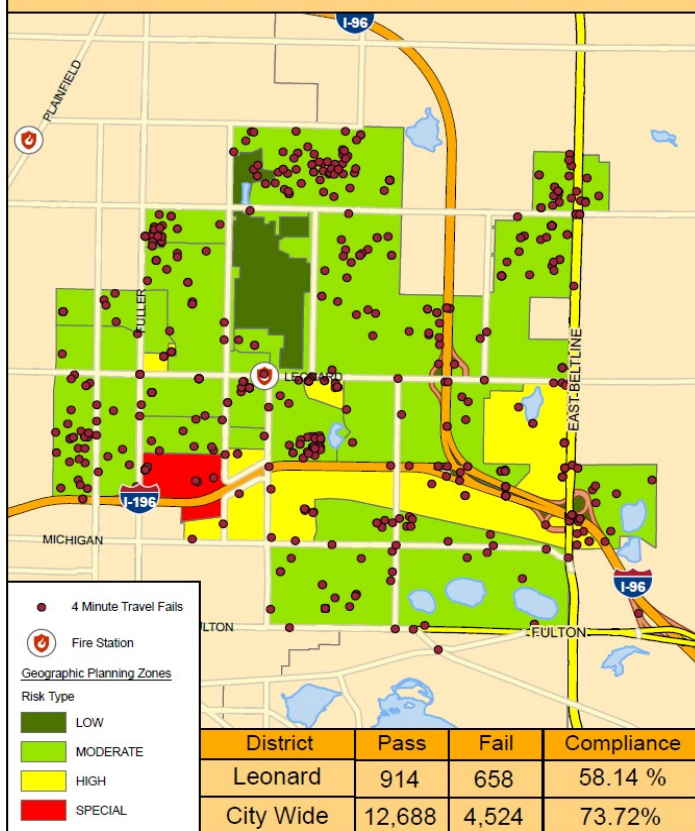 I-96
PLAINFIELD
FULLER
LEONARD
EAST BELTLINE
I-196
MICHIGAN
I-96
ULTON
FULTON
4 Minute Travel Fails
Fire Station
Geographic Planning Zones
Risk Type
LOW
MODERATE
HIGH
SPECIAL
District Pass Fail Compliance
Leonard 914 658 58.14 %
City Wide 12,688 4,524 73.72%